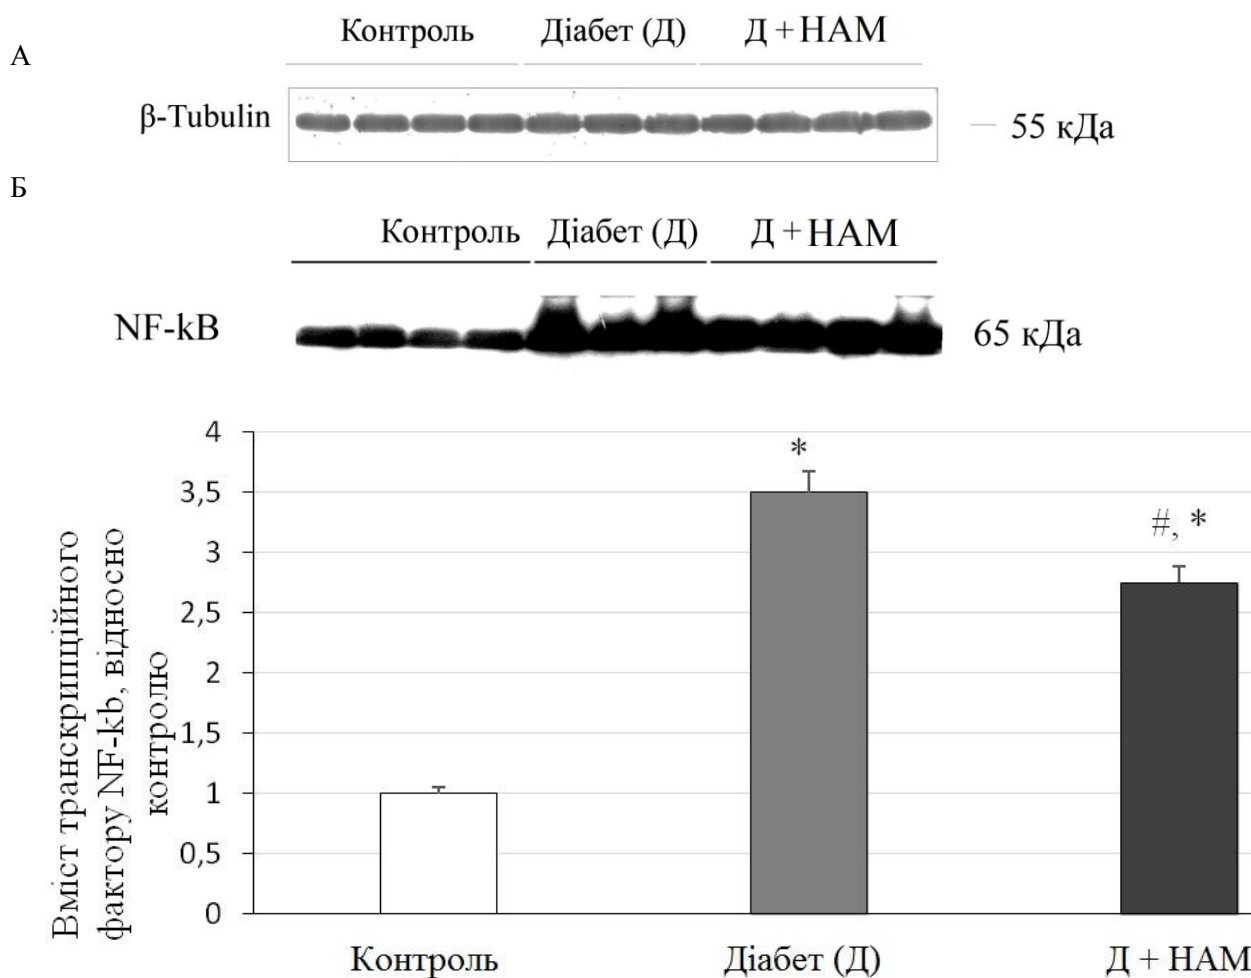 Контроль Діабет (Д) Д + НАМ
А
β-Tubulin 55 кДа
Б
Контроль Діабет (Д) Д + НАМ
NF-kB 65 кДа
Вміст транскрипційного
фактору NF-kb, відносно
контролю
4
3,5
3
2,5
2
1,5
1
0,5
0
*
#, *
Контроль Діабет (Д) Д + НАМ